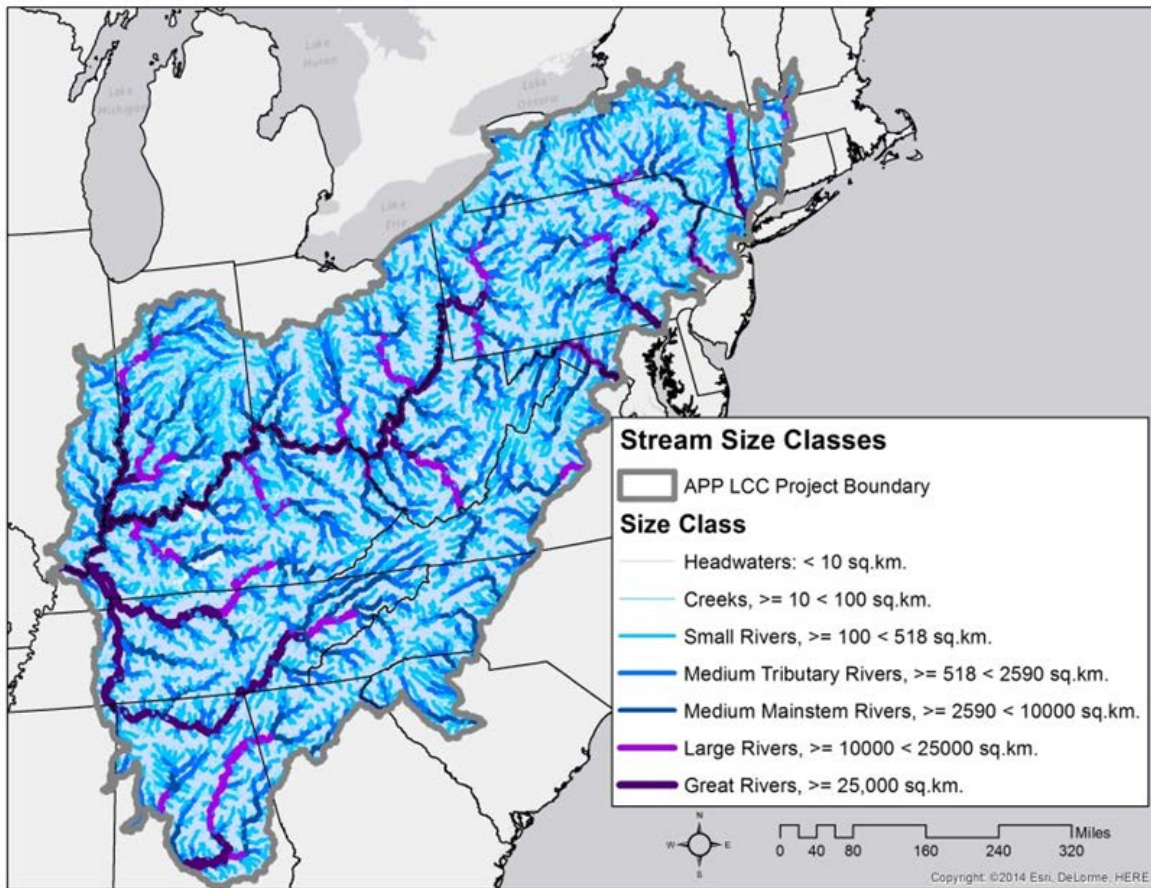 Lake
Huron
Lake
Michigan
Lake
Ontario
Lake
Erie
Stream Size Classes
APP LCC Project Boundary
Size Class
Headwaters: < 10 sq.km.
Creeks, >= 10 < 100 sq.km.
Small Rivers, >= 100 < 518 sq.km.
Medium Tributary Rivers, >= 518 < 2590 sq.km.
Medium Mainstem Rivers, >= 2590 < 10000 sq.km.
Large Rivers, >= 10000 < 25000 sq.km.
Great Rivers, >= 25,000 sq.km.
N
W E
S
Miles
0 40 80 160 240 320
Copyright: ©2014 Esri, DeLorme, HERE